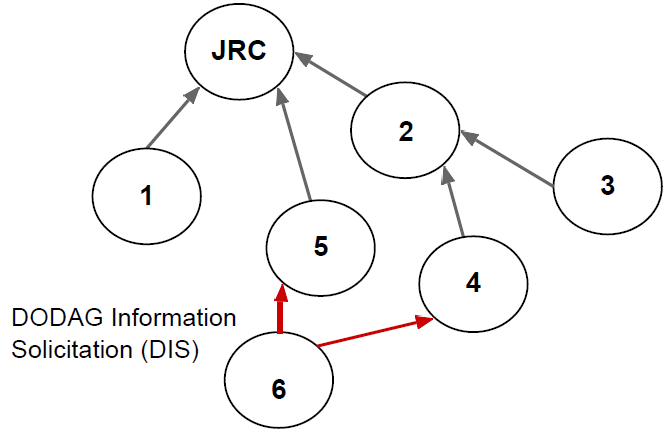 JRC
2
1
3
5
4
DODAG Information
Solicitation (DIS)
6